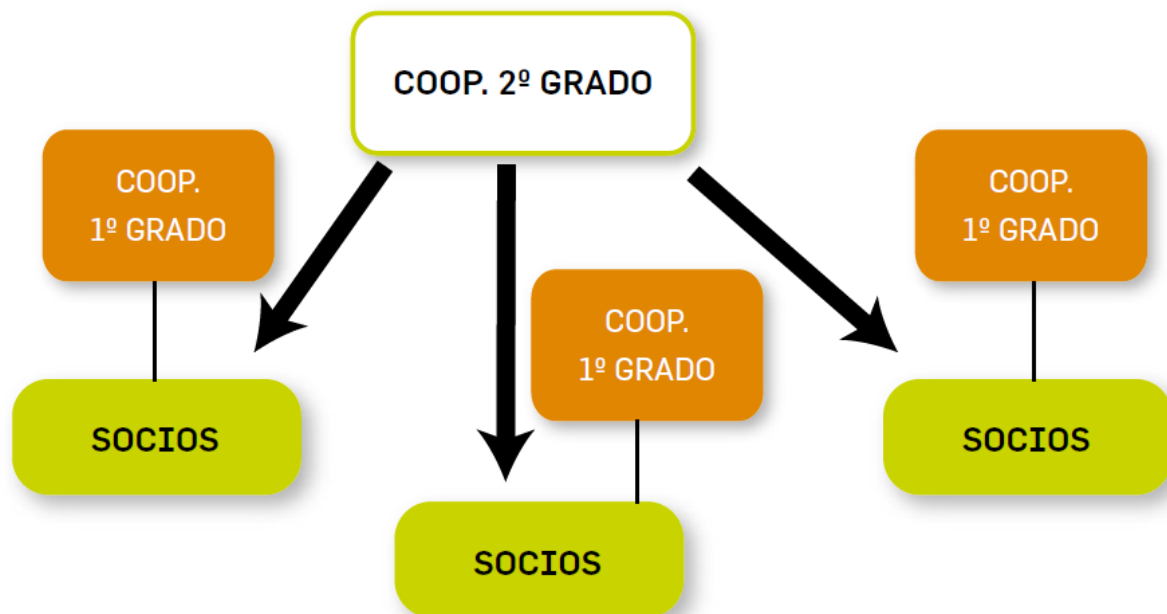 COOP. 2º GRADO
COOP.
1º GRADO
COOP.
1º GRADO
COOP.
1º GRADO
SOCIOS
SOCIOS
SOCIOS